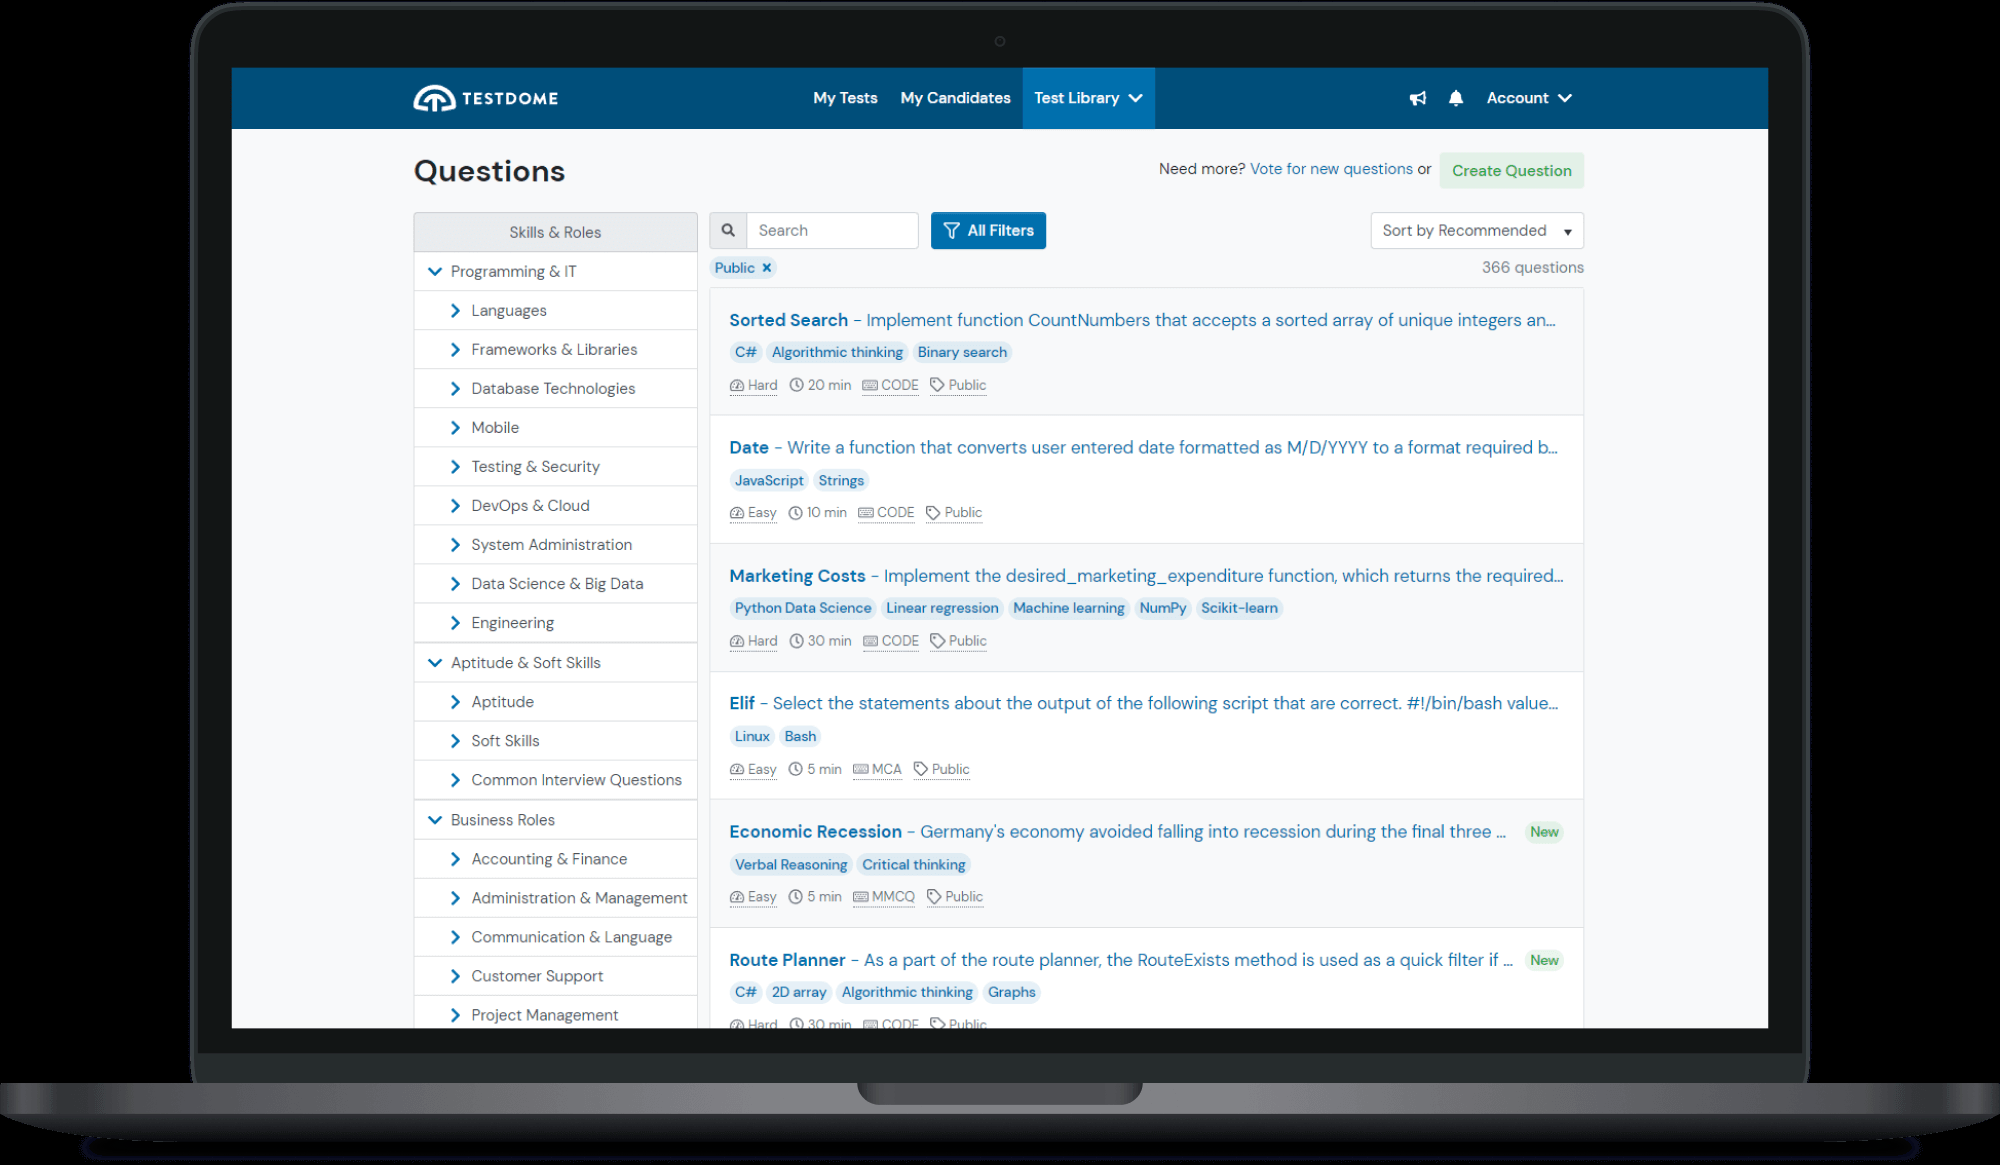 TESTDOME
My Tests My Candidates Test Library Account
Questions
Need more? Vote for new questions or Create Question
Skills & Roles
Programming & IT
Languages
Frameworks & Libraries
Database Technologies
Mobile
Testing & Security
DevOps & Cloud
System Administration
Data Science & Big Data
Engineering
Aptitude & Soft Skills
Aptitude
Soft Skills
Common Interview Questions
Business Roles
Accounting & Finance
Administration & Management
Communication & Language
Customer Support
Project Management
Search All Filters Sort by Recommended
Public × 366 questions
Sorted Search - Implement function CountNumbers that accepts a sorted array of unique integers an...
C# Algorithmic thinking Binary search
Hard 20 min CODE Public
Date - Write a function that converts user entered date formatted as M/D/YYYY to a format required b...
JavaScript Strings
Easy 10 min CODE Public
Marketing Costs - Implement the desired_marketing_expenditure function, which returns the required...
Python Data Science Linear regression Machine learning NumPy Scikit-learn
Hard 30 min CODE Public
Elif - Select the statements about the output of the following script that are correct. #!/bin/bash value...
Linux Bash
Easy 5 min MCA Public
Economic Recession - Germany's economy avoided falling into recession during the final three ... New
Verbal Reasoning Critical thinking
Easy 5 min MMCQ Public
Route Planner - As a part of the route planner, the RouteExists method is used as a quick filter if ... New
C# 2D array Algorithmic thinking Graphs
Hard 30 min CODE Public